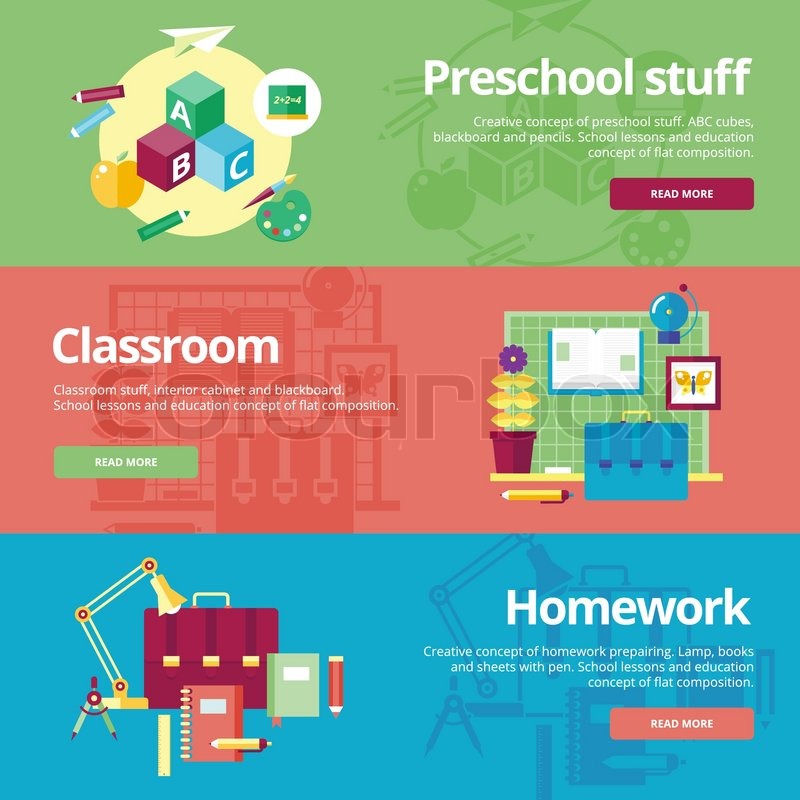 Preschool stuff
2+2=4
A
B
C
Creative concept of preschool stuff. ABC cubes,
blackboard and pencils. School lessons and education
concept of flat composition.
READ MORE
B C
Classroom
Classroom stuff, interior cabinet and blackboard.
School lessons and education concept of flat composition.
READ MORE
colourbox
Homework
Creative concept of homework prepairing. Lamp, books
and sheets with pen. School lessons and education
concept of flat composition.
READ MORE